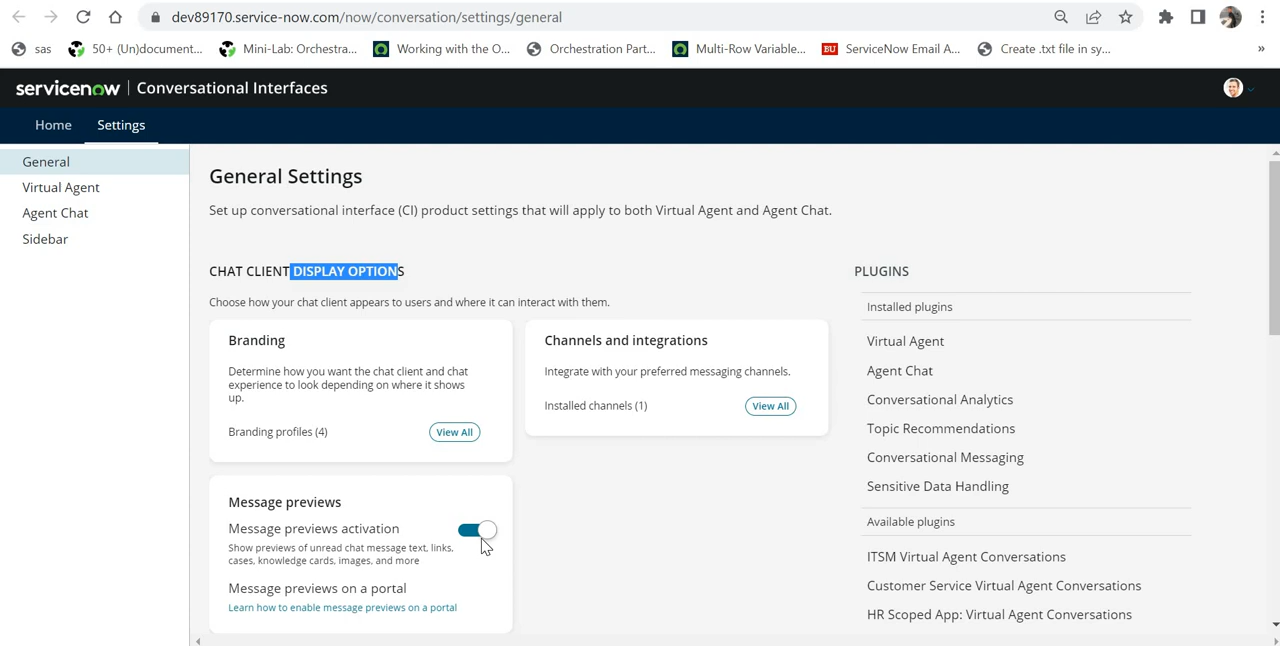 dev89170.service-now.com/now/conversation/settings/general
sas
50+ (Un)document...
Mini-Lab: Orchestra...
Working with the O...
Orchestration Part...
Multi-Row Variable...
BU
ServiceNow Email A...
Create .txt file in sy...
»
servicenow
Conversational Interfaces
Home
Settings
General
Virtual Agent
Agent Chat
Sidebar
General Settings
Set up conversational interface (CI) product settings that will apply to both Virtual Agent and Agent Chat.
CHAT CLIENT DISPLAY OPTIONS
Choose how your chat client appears to users and where it can interact with them.
Branding
Determine how you want the chat client and chat
experience to look depending on where it shows
up.
Branding profiles (4)
View All
Channels and integrations
Integrate with your preferred messaging channels.
Installed channels (1)
View All
Message previews
Message previews activation
Show previews of unread chat message text, links,
cases, knowledge cards, images, and more
Message previews on a portal
Learn how to enable message previews on a portal
PLUGINS
Installed plugins
Virtual Agent
Agent Chat
Conversational Analytics
Topic Recommendations
Conversational Messaging
Sensitive Data Handling
Available plugins
ITSM Virtual Agent Conversations
Customer Service Virtual Agent Conversations
HR Scoped App: Virtual Agent Conversations